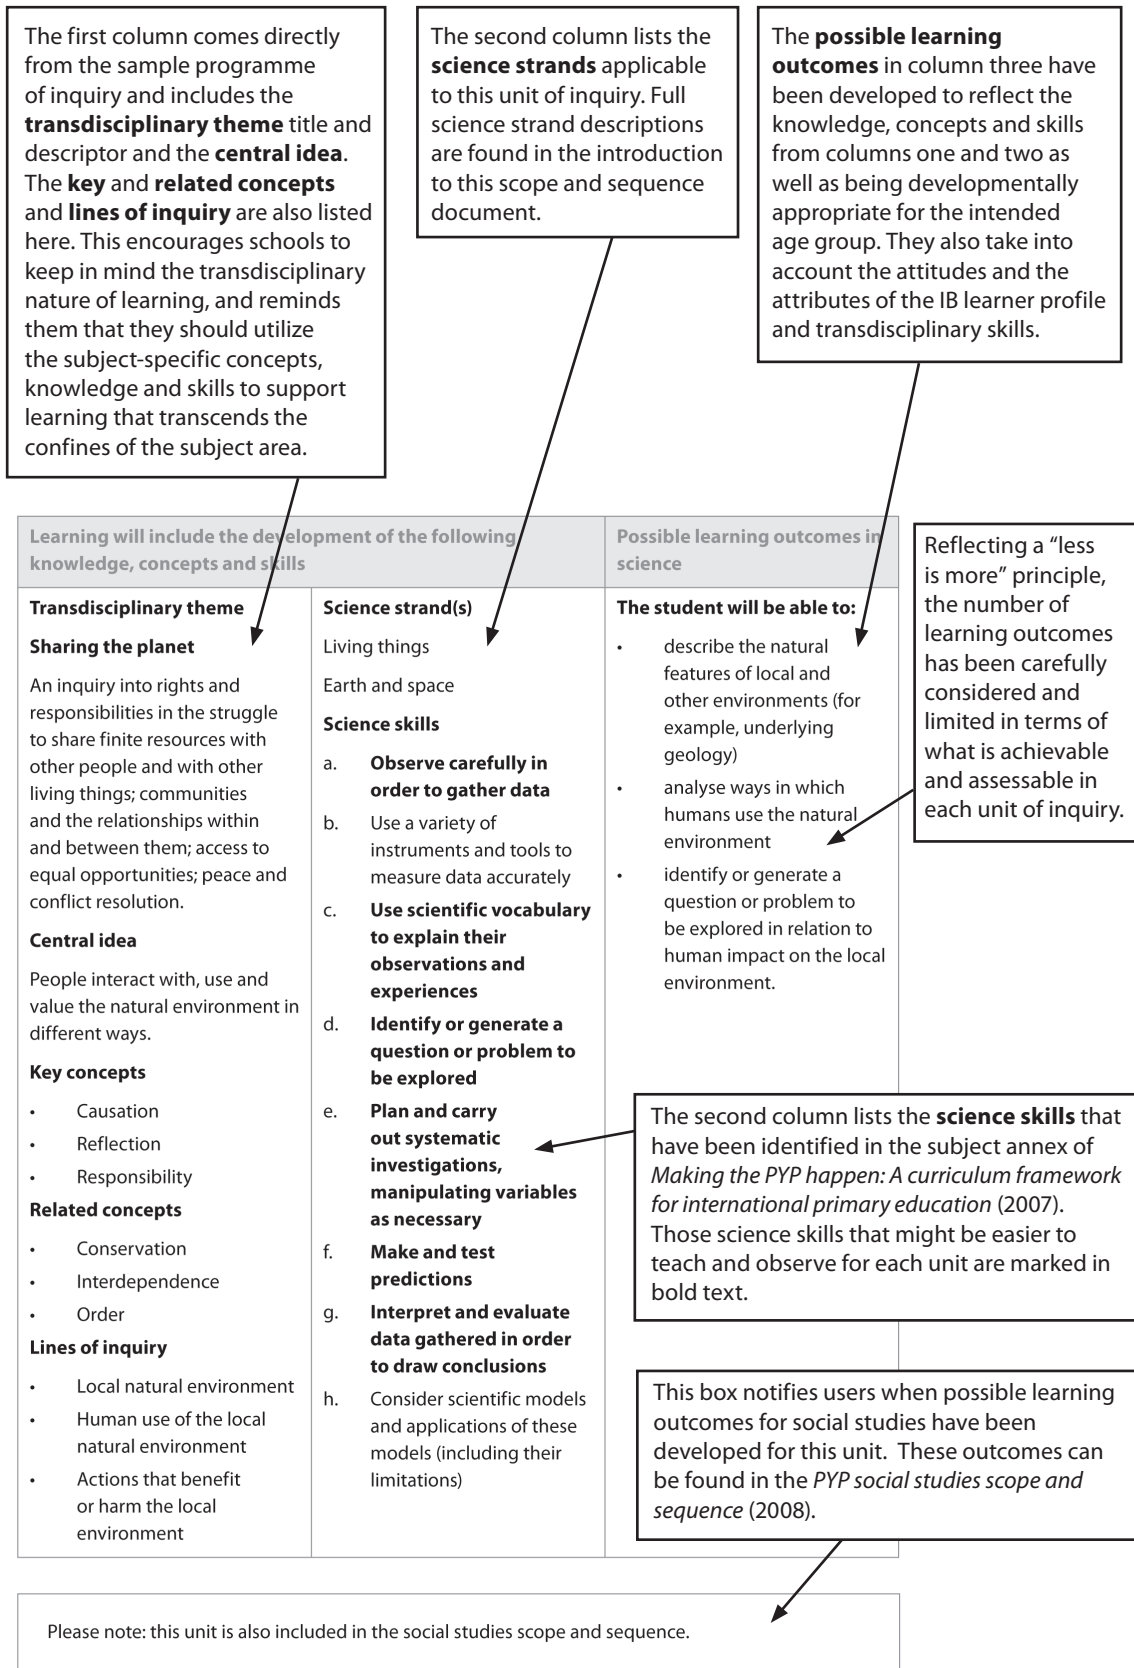 The first column comes directly
from the sample programme
of inquiry and includes the
transdisciplinary theme title and
descriptor and the central idea.
The key and related concepts
and lines of inquiry are also listed
here. This encourages schools to
keep in mind the transdisciplinary
nature of learning, and reminds
them that they should utilize
the subject-specific concepts,
knowledge and skills to support
learning that transcends the
confines of the subject area.
The second column lists the
science strands applicable
to this unit of inquiry. Full
science strand descriptions
are found in the introduction
to this scope and sequence
document.
The possible learning
outcomes in column three have
been developed to reflect the
knowledge, concepts and skills
from columns one and two as
well as being developmentally
appropriate for the intended
age group. They also take into
account the attitudes and the
attributes of the IB learner profile
and transdisciplinary skills.
Learning will include the development of the following
knowledge, concepts and skills
Possible learning outcomes in
science
Transdisciplinary theme
Sharing the planet
An inquiry into rights and
responsibilities in the struggle
to share finite resources with
other people and with other
living things; communities
and the relationships within
and between them; access to
equal opportunities; peace and
conflict resolution.
Central idea
People interact with, use and
value the natural environment in
different ways.
Key concepts
• Causation
• Reflection
• Responsibility
Related concepts
• Conservation
• Interdependence
• Order
Lines of inquiry
• Local natural environment
• Human use of the local
natural environment
• Actions that benefit
or harm the local
environment
Science strand(s)
Living things
Earth and space
Science skills
a. Observe carefully in
order to gather data
b. Use a variety of
instruments and tools to
measure data accurately
c. Use scientific vocabulary
to explain their
observations and
experiences
d. Identify or generate a
question or problem to
be explored
e. Plan and carry
out systematic
investigations,
manipulating variables
as necessary
f. Make and test
predictions
g. Interpret and evaluate
data gathered in order
to draw conclusions
h. Consider scientific models
and applications of these
models (including their
limitations)
The student will be able to:
• describe the natural
features of local and
other environments (for
example, underlying
geology)
• analyse ways in which
humans use the natural
environment
• identify or generate a
question or problem to
be explored in relation to
human impact on the local
environment.
Reflecting a “less
is more” principle,
the number of
learning outcomes
has been carefully
considered and
limited in terms of
what is achievable
and assessable in
each unit of inquiry.
The second column lists the science skills that
have been identified in the subject annex of
Making the PYP happen: A curriculum framework
for international primary education (2007).
Those science skills that might be easier to
teach and observe for each unit are marked in
bold text.
This box notifies users when possible learning
outcomes for social studies have been
developed for this unit. These outcomes can
be found in the PYP social studies scope and
sequence (2008).
Please note: this unit is also included in the social studies scope and sequence.